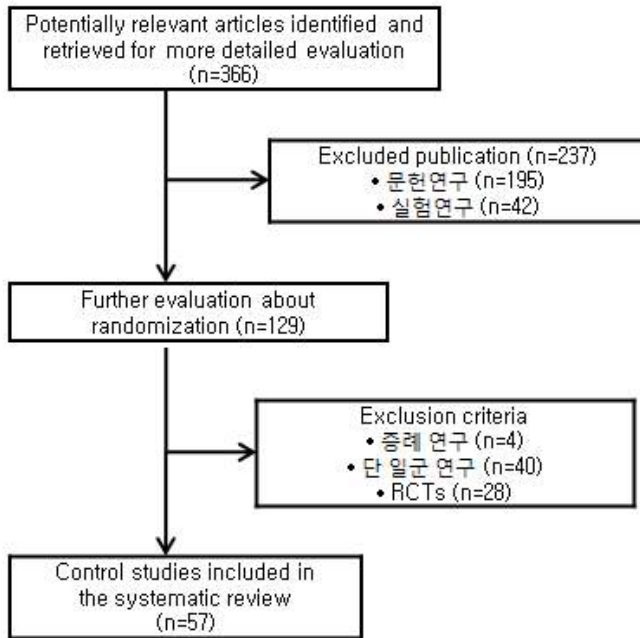 Potentially relevant articles identified and
retrieved for more detailed evaluation
(n=366)
Excluded publication (n=237)
• 문헌연구 (n=195)
• 실험연구 (n=42)
Further evaluation about
randomization (n=129)
Exclusion criteria
• 증례 연구 (n=4)
• 단 일군 연구 (n=40)
• RCTs (n=28)
Control studies included in
the systematic review
(n=57)